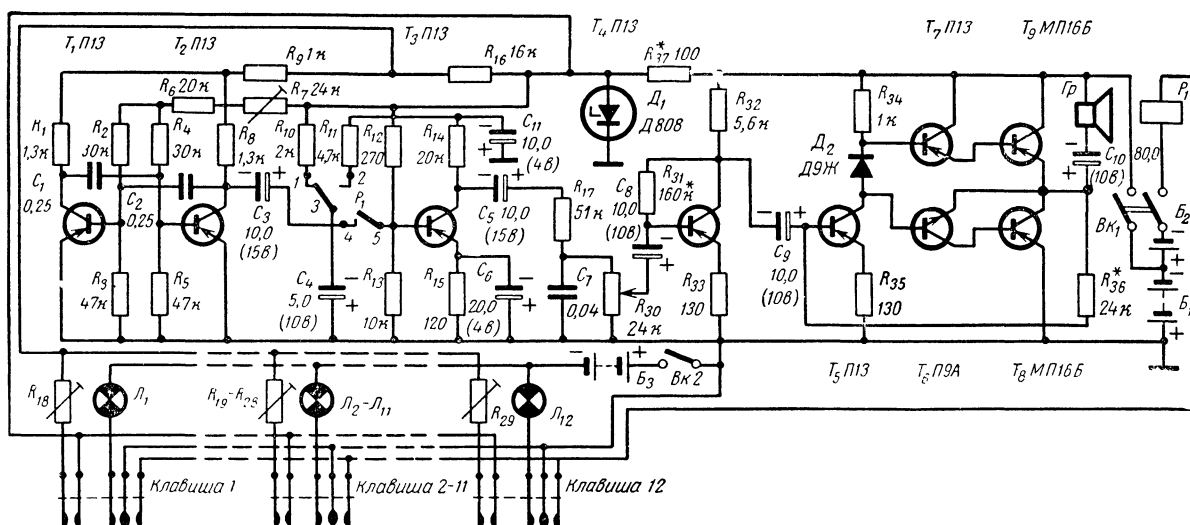 T₁ П13
T₂ П13
T₃ П13
T₄ П13
T₇ П13
T₉ МП16Б
R₉ 1к
R₁₆ 16к
R*₃₇ 100
R₆ 20к
R₇ 24к
R₁
1,3к
R₂
30к
R₄
30к
R₈
1,3к
R₁₀
2к
R₁₁
47к
R₁₂
270
R₁₄
20к
C₁₁
10,0
(4в)
Д₁
Д808
R₃₂
5,6к
R₃₄
1к
Гр
P₁
C₁
0,25
C₂
0,25
C₃
10,0
(15в)
1
2
3
P₁
4
5
C₅
10,0
(15в)
R₁₇
51к
C₈
10,0
(10в)
R₃₁
160к*
Д₂
Д9Ж
C₁₀
80,0
(10в)
Вк₁
Б₂
R₃
47к
R₅
47к
C₄
5,0
(10в)
R₁₃
10к
R₁₅
120
C₆
20,0
(4в)
C₇
0,04
R₃₀
24к
R₃₃
130
C₉
10,0
(10в)
R₃₅
130
R*₃₆
24к
Б₁
T₅ П13
T₆ П9А
T₈ МП16Б
R₁₈
Л₁
R₁₉-R₂₈
Л₂-Л₁₁
R₂₉
Л₁₂
Б₃
Вк2
Клавиша 1
Клавиша 2-11
Клавиша 12